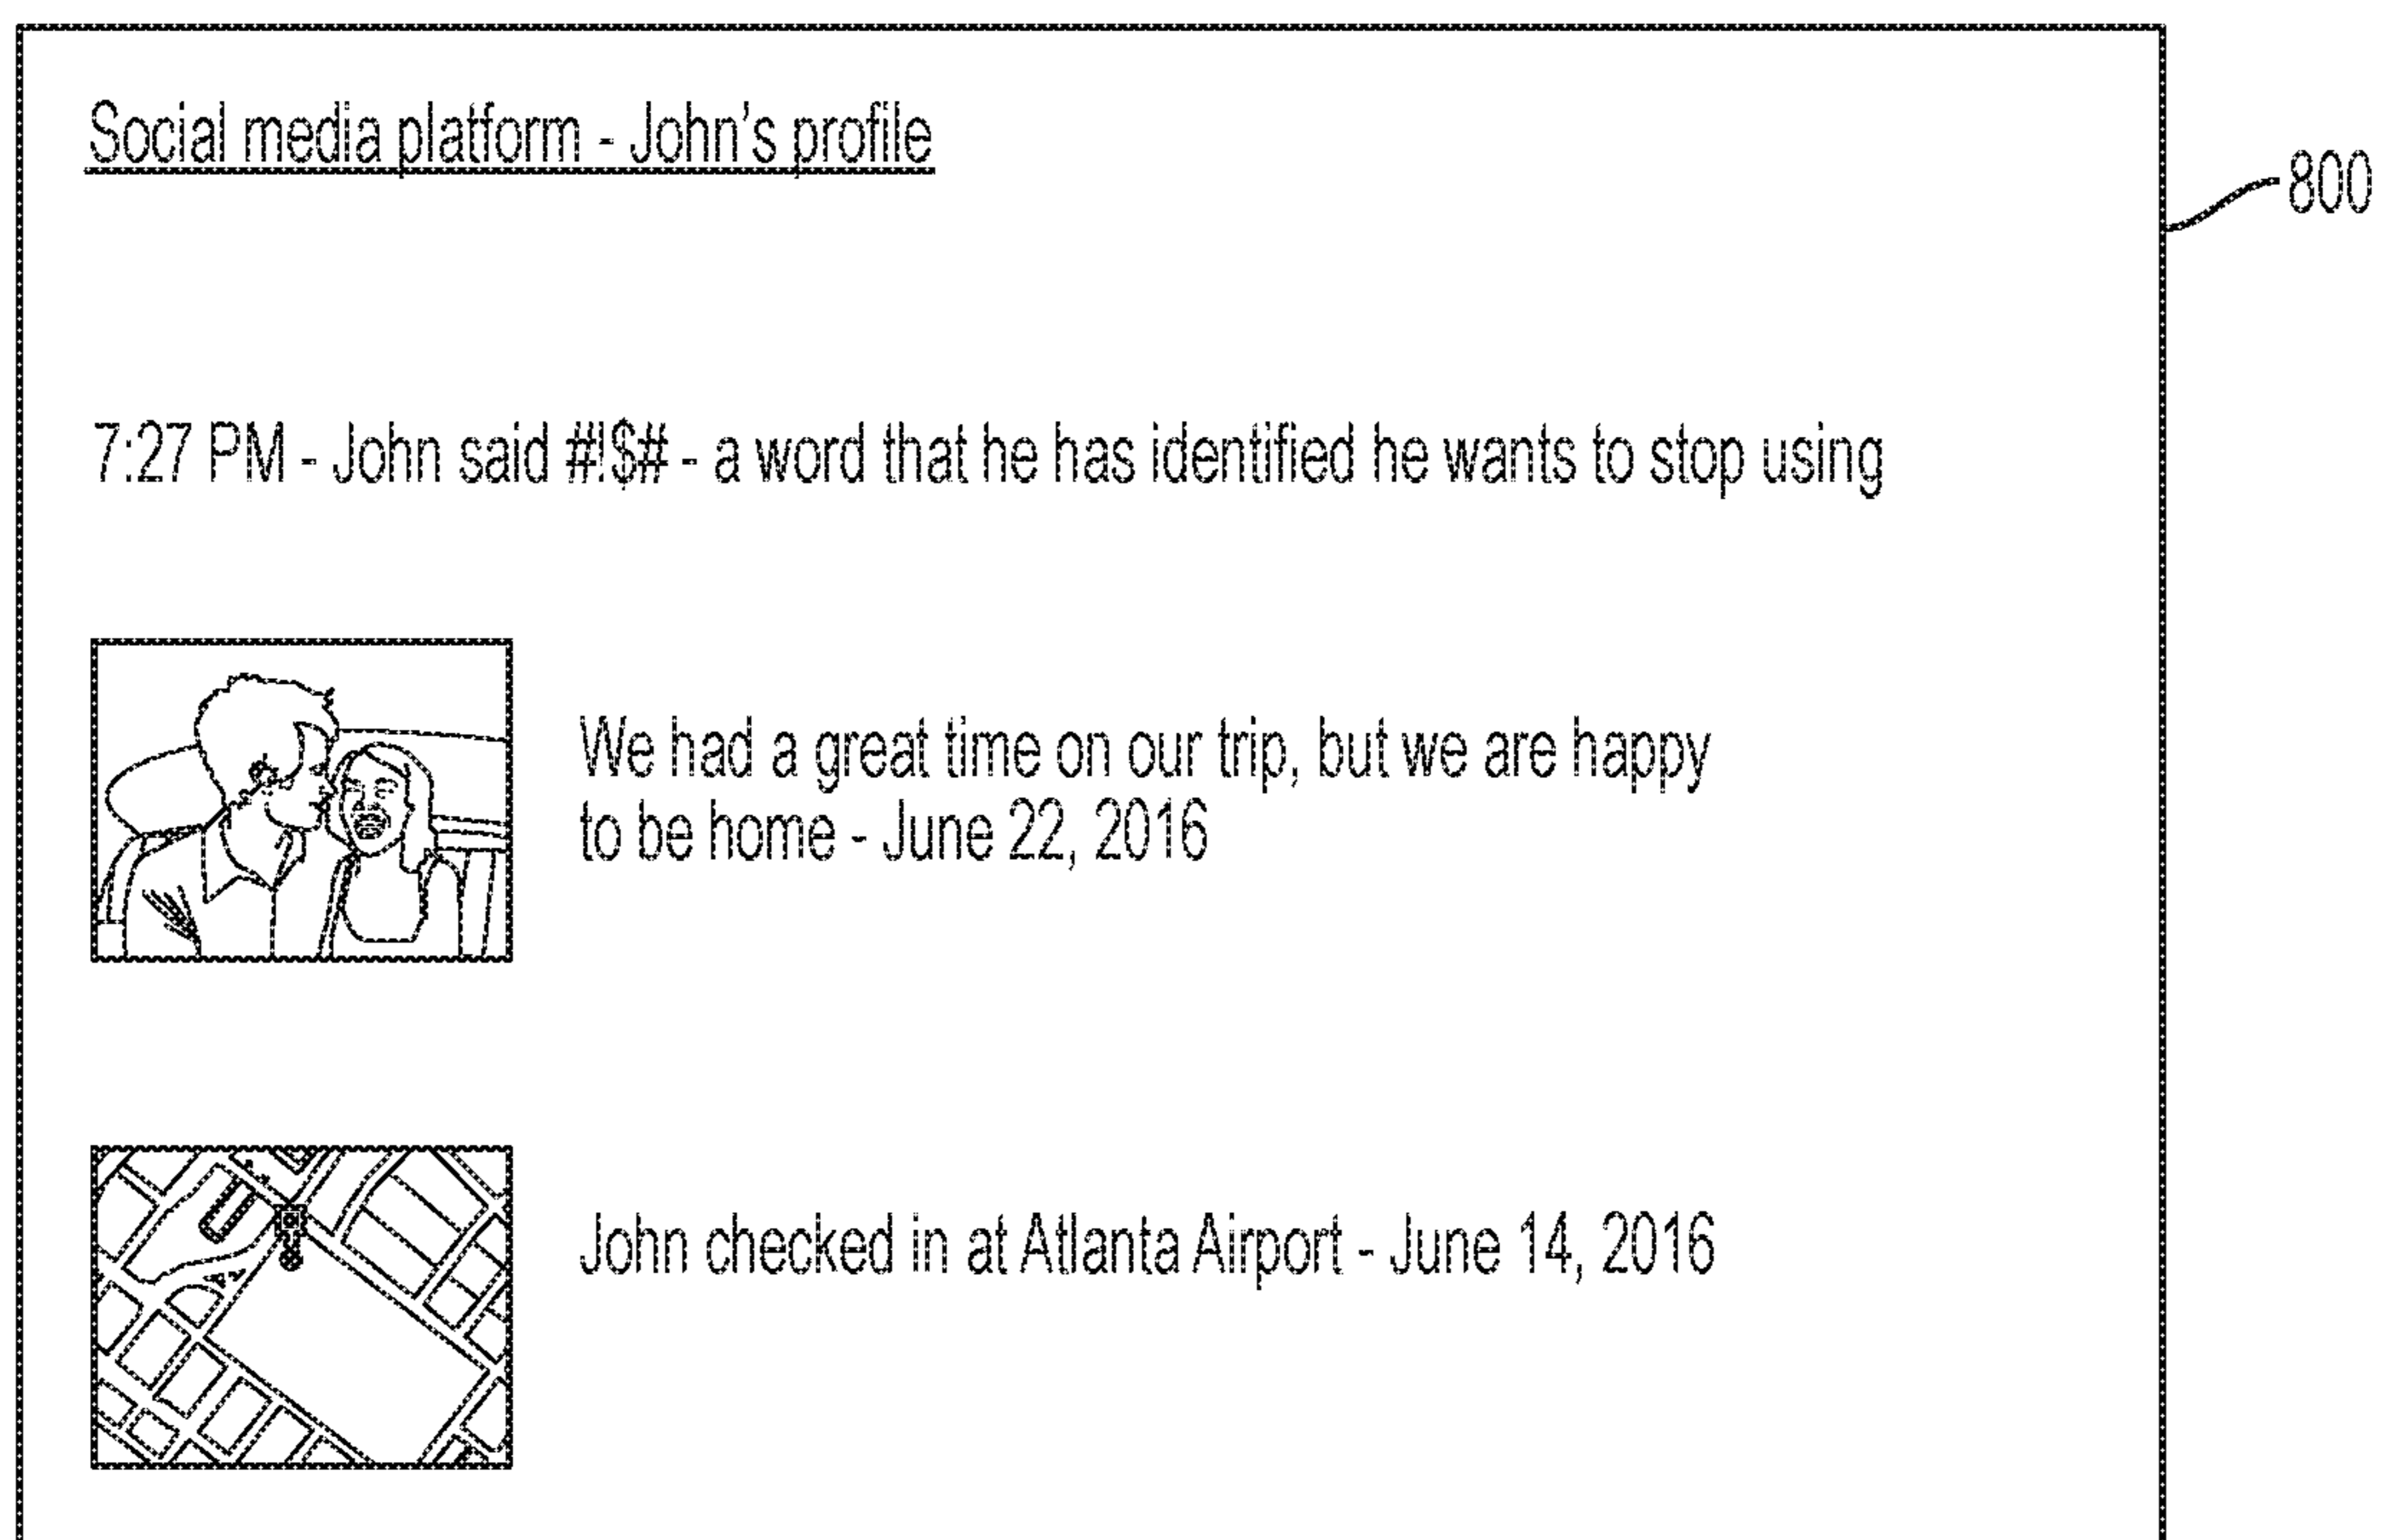 Social media platform - John's profile
800
7:27 PM - John said #!$# - a word that he has identified he wants to stop using
We had a great time on our trip, but we are happy
to be home - June 22, 2016
John checked in at Atlanta Airport - June 14, 2016